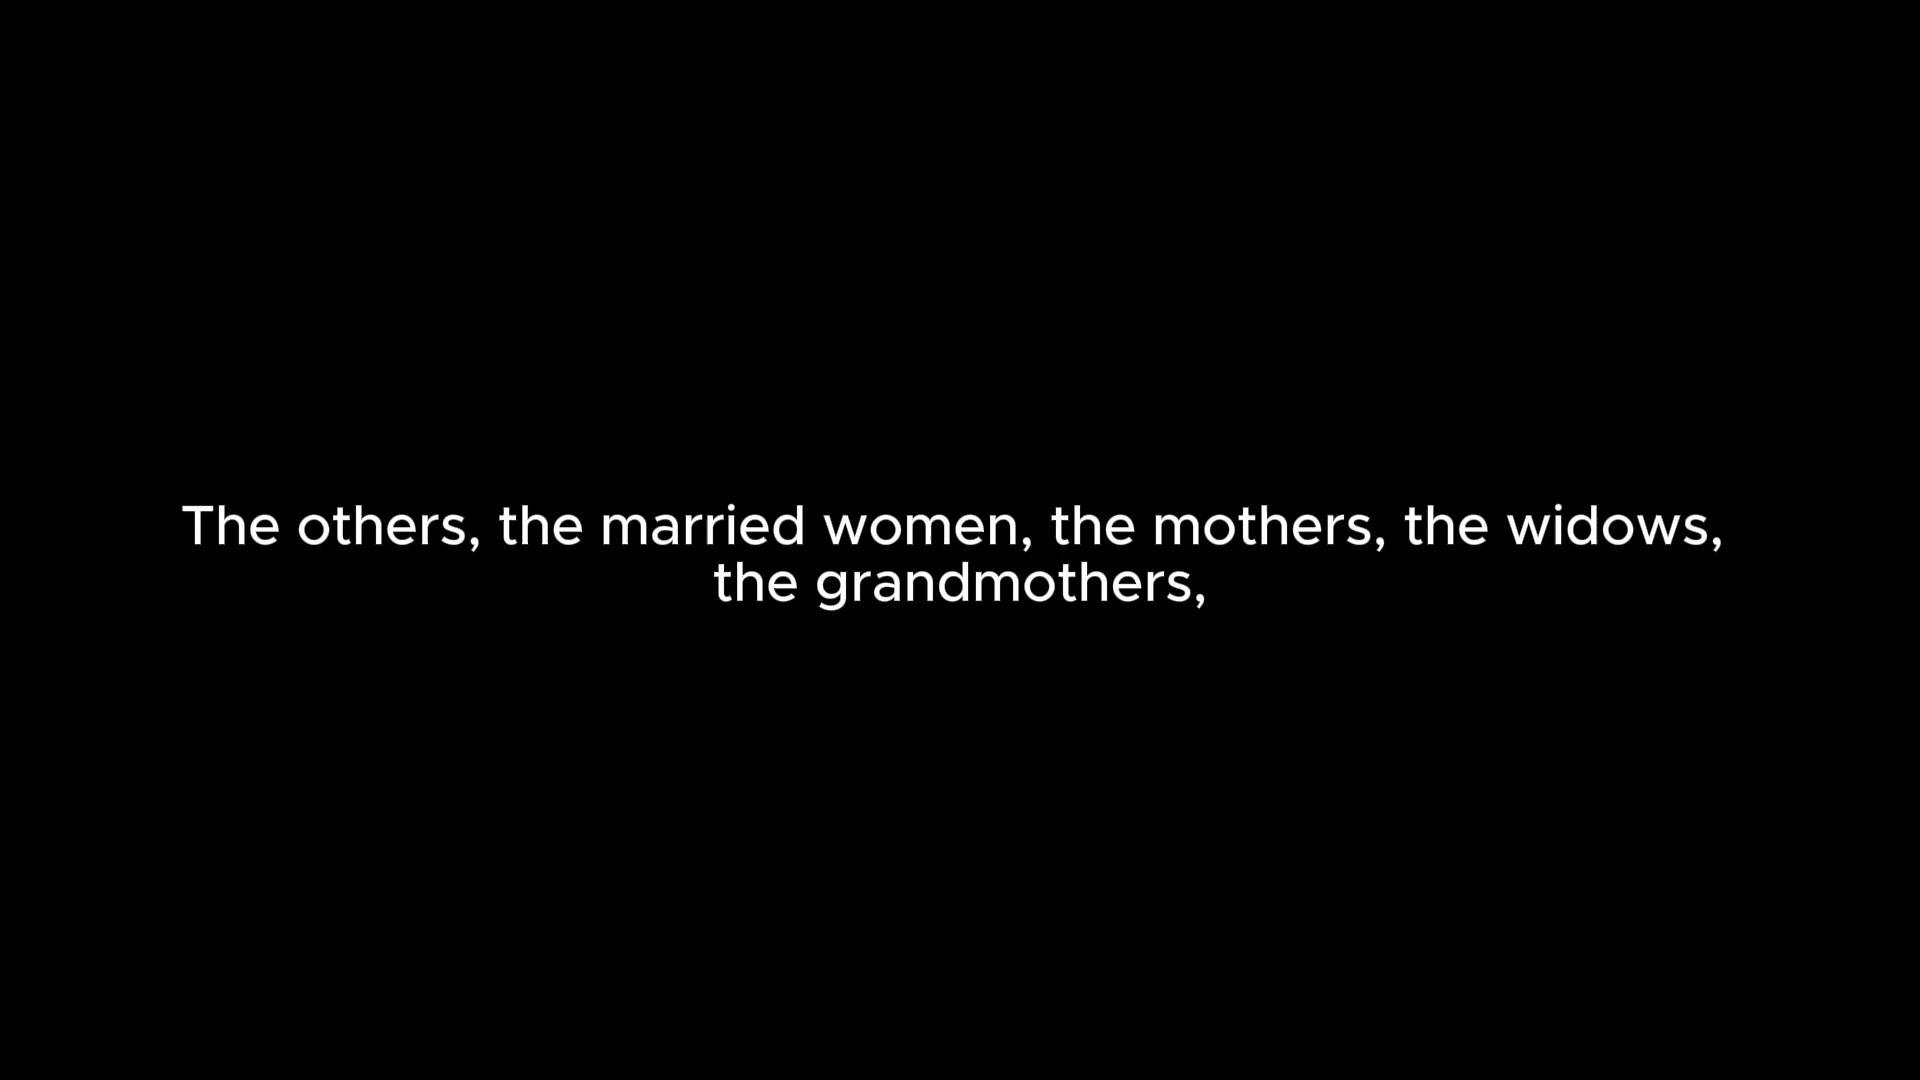 The others, the married women, the mothers, the widows,
the grandmothers,